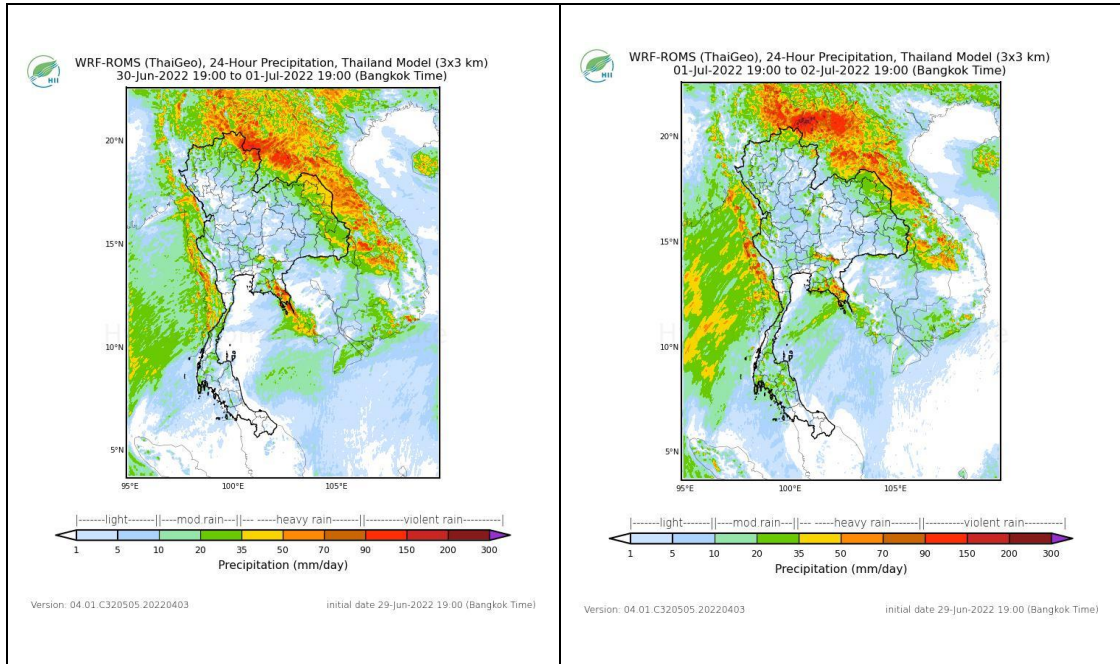 HII
WRF-ROMS (ThaiGeo), 24-Hour Precipitation, Thailand Model (3x3 km)
30-Jun-2022 19:00 to 01-Jul-2022 19:00 (Bangkok Time)
20°N
15°N
10°N
5°N
95°E 100°E 105°E
|-------light-------||----mod.rain---||--- ----heavy rain-------||----------violent rain----------|
1 5 10 20 35 50 70 90 150 200 300
Precipitation (mm/day)
Version: 04.01.C320505.20220403 initial date 29-Jun-2022 19:00 (Bangkok Time)
HII
WRF-ROMS (ThaiGeo), 24-Hour Precipitation, Thailand Model (3x3 km)
01-Jul-2022 19:00 to 02-Jul-2022 19:00 (Bangkok Time)
20°N
15°N
10°N
5°N
95°E 100°E 105°E
|-------light-------||----mod.rain---||--- ----heavy rain-------||----------violent rain----------|
1 5 10 20 35 50 70 90 150 200 300
Precipitation (mm/day)
Version: 04.01.C320505.20220403 initial date 29-Jun-2022 19:00 (Bangkok Time)